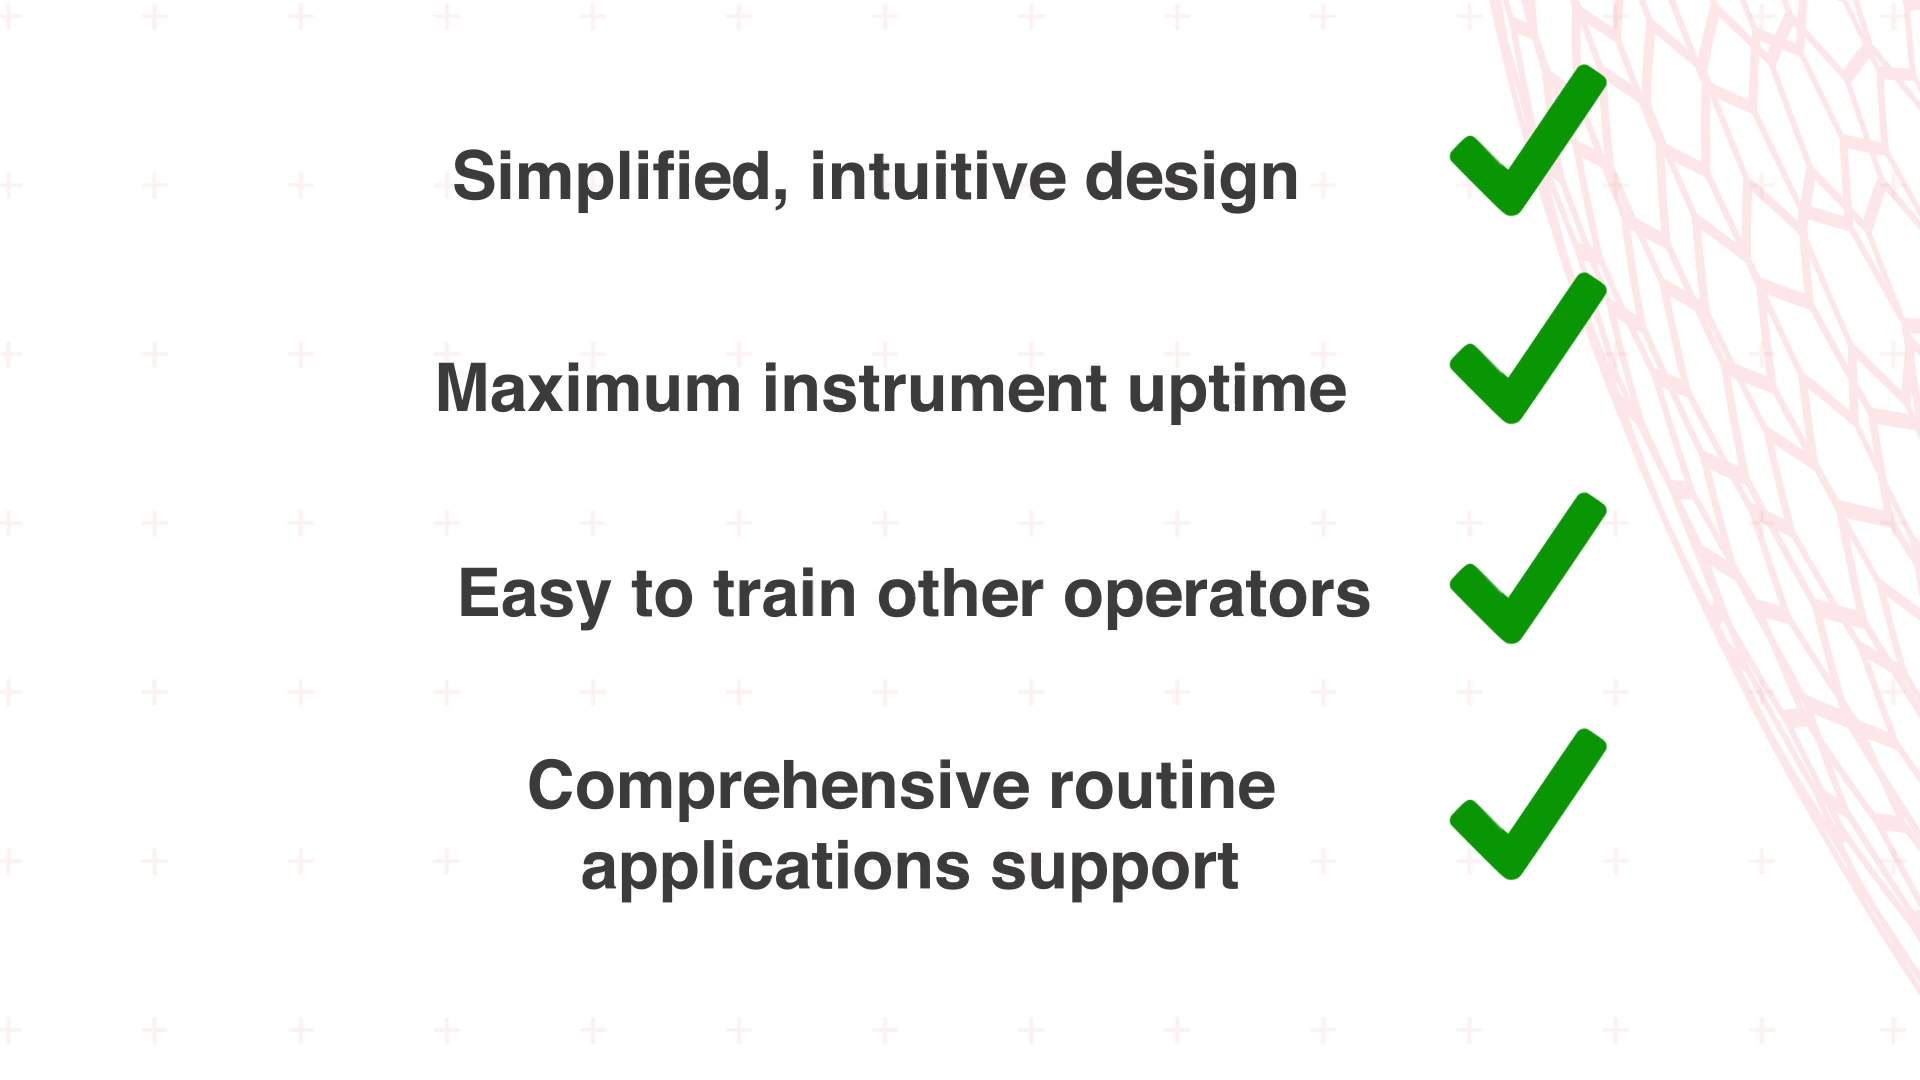 Simplified, intuitive design
Maximum instrument uptime
Easy to train other operators
Comprehensive routine
applications support